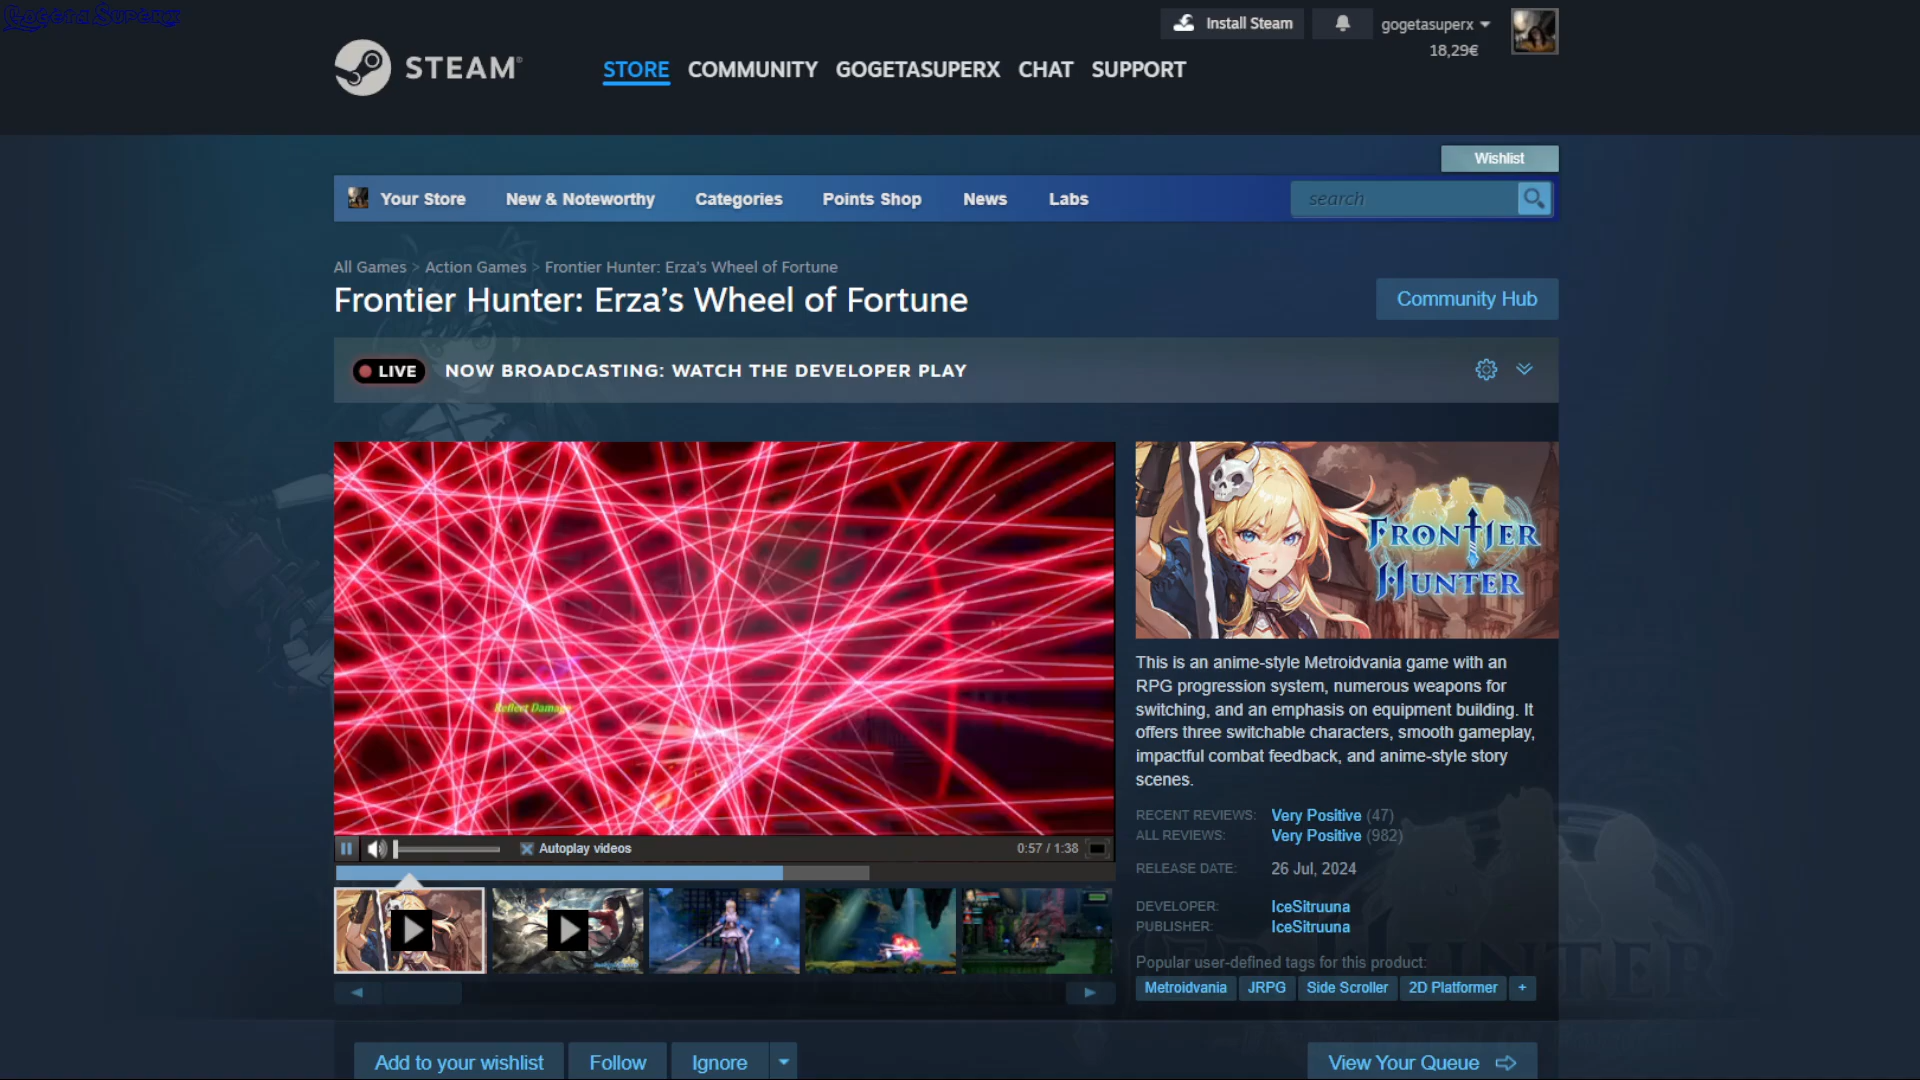 Gogeta Superx
Install Steam
gogetasuperx
18,29€
STEAM®
STORE COMMUNITY GOGETASUPERX CHAT SUPPORT
Wishlist
Your Store New & Noteworthy Categories Points Shop News Labs
search
All Games > Action Games > Frontier Hunter: Erza's Wheel of Fortune
Frontier Hunter: Erza's Wheel of Fortune
Community Hub
LIVE NOW BROADCASTING: WATCH THE DEVELOPER PLAY
Reflect Damage
Autoplay videos
0:57 / 1:38
FRONTIER
HUNTER
This is an anime-style Metroidvania game with an
RPG progression system, numerous weapons for
switching, and an emphasis on equipment building. It
offers three switchable characters, smooth gameplay,
impactful combat feedback, and anime-style story
scenes.
RECENT REVIEWS: Very Positive (47)
ALL REVIEWS: Very Positive (982)
RELEASE DATE: 26 Jul, 2024
DEVELOPER: IceSitruuna
PUBLISHER: IceSitruuna
Popular user-defined tags for this product:
Metroidvania JRPG Side Scroller 2D Platformer +
Add to your wishlist Follow Ignore
View Your Queue